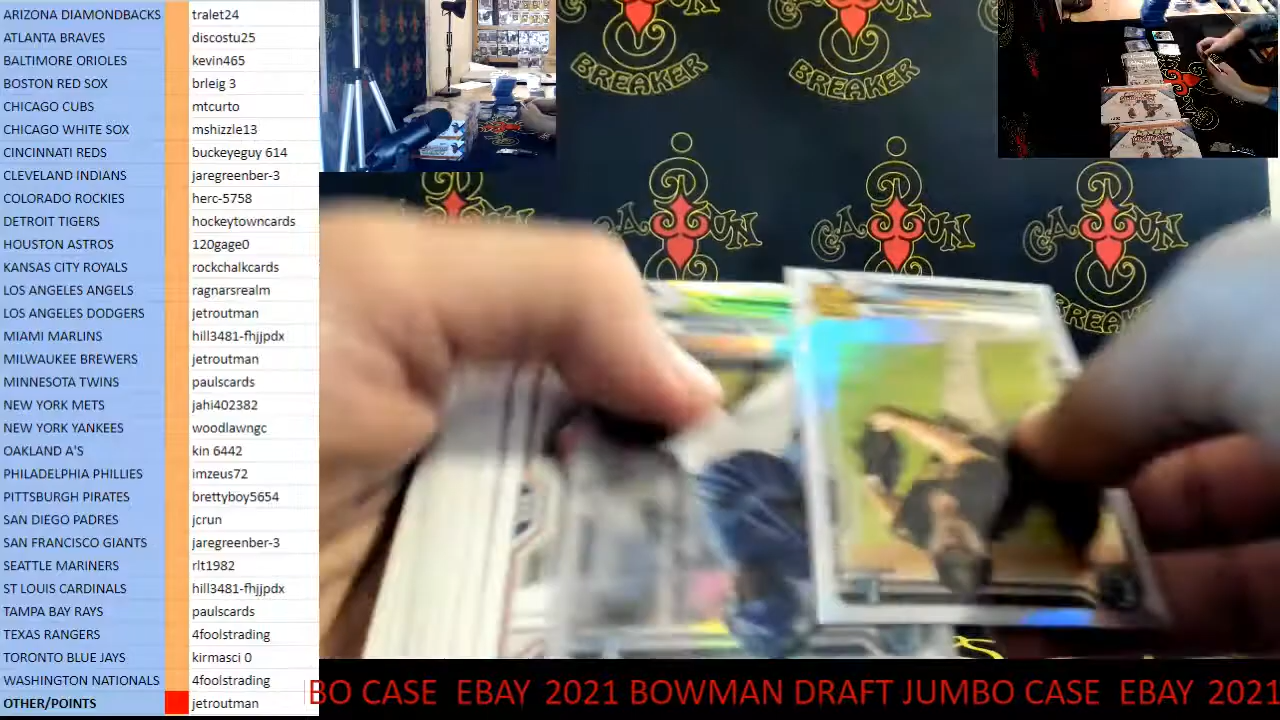 ARIZONA DIAMONDBACKS tralet24
ATLANTA BRAVES discostu25
BALTIMORE ORIOLES kevin465
BOSTON RED SOX brleig 3
CHICAGO CUBS mtcurto
CHICAGO WHITE SOX mshizzle13
CINCINNATI REDS buckeyeguy 614
CLEVELAND INDIANS jaregreenber-3
COLORADO ROCKIES herc-5758
DETROIT TIGERS hockeytowncards
HOUSTON ASTROS 120gage0
KANSAS CITY ROYALS rockchalkcards
LOS ANGELES ANGELS ragnarsrealm
LOS ANGELES DODGERS jetroutman
MIAMI MARLINS hill3481-fhjjpdx
MILWAUKEE BREWERS jetroutman
MINNESOTA TWINS paulscards
NEW YORK METS jahi402382
NEW YORK YANKEES woodlawngc
OAKLAND A'S kin 6442
PHILADELPHIA PHILLIES imzeus72
PITTSBURGH PIRATES brettyboy5654
SAN DIEGO PADRES jcrun
SAN FRANCISCO GIANTS jaregreenber-3
SEATTLE MARINERS rlt1982
ST LOUIS CARDINALS hill3481-fhjjpdx
TAMPA BAY RAYS paulscards
TEXAS RANGERS 4foolstrading
TORONTO BLUE JAYS kirmasci 0
WASHINGTON NATIONALS 4foolstrading
OTHER POINTS jetroutman
BREAKER BREAKER
CAJUN CAJUN CAJUN
BREAKER
BO CASE EBAY 2021 BOWMAN DRAFT JUMBO CASE EBAY 2021